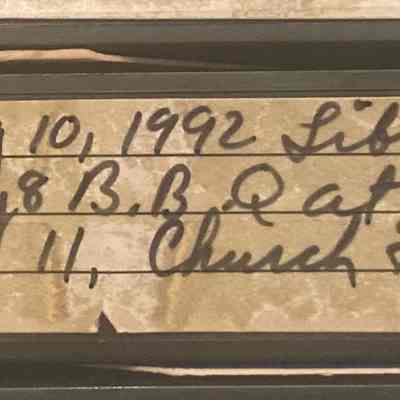 10, 1992 Lib
8 B.B.Q at
11, Church